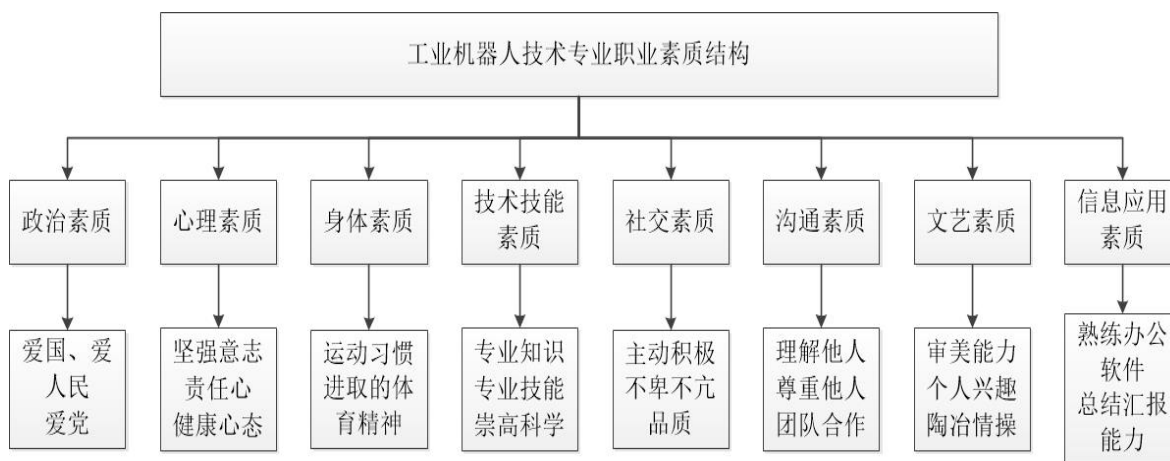 工业机器人技术专业职业素质结构
政治素质
心理素质
身体素质
技术技能
素质
社交素质
沟通素质
文艺素质
信息应用
素质
爱国、爱
人民
爱党
坚强意志
责任心
健康心态
运动习惯
进取的体
育精神
专业知识
专业技能
崇高科学
主动积极
不卑不亢
品质
理解他人
尊重他人
团队合作
审美能力
个人兴趣
陶冶情操
熟练办公
软件
总结汇报
能力